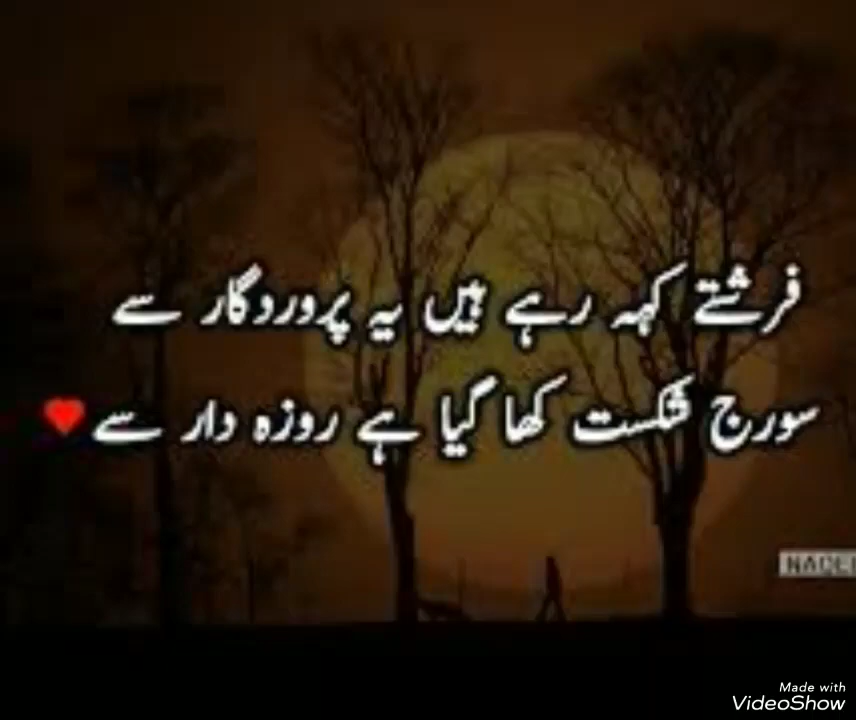 فرشتے کہہ رہے ہیں یہ پروردگار سے
سورج شکست کھا گیا ہے روزہ دار سے ❤
Made with
VideoShow